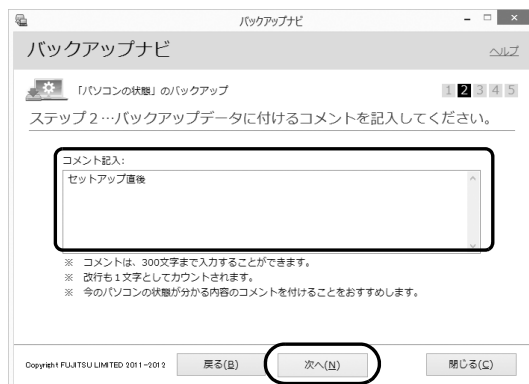 バックアップナビ
バックアップナビ
ヘルプ
「パソコンの状態」のバックアップ
1 2 3 4 5
ステップ2…バックアップデータに付けるコメントを記入してください。
コメント記入:
セットアップ直後
※ コメントは、300文字まで入力することができます。
※ 改行も1文字としてカウントされます。
※ 今のパソコンの状態が分かる内容のコメントを付けることをおすすめします。
Copyright FUJITSU LIMITED 2011-2012
戻る(B)
次へ(N)
閉じる(C)